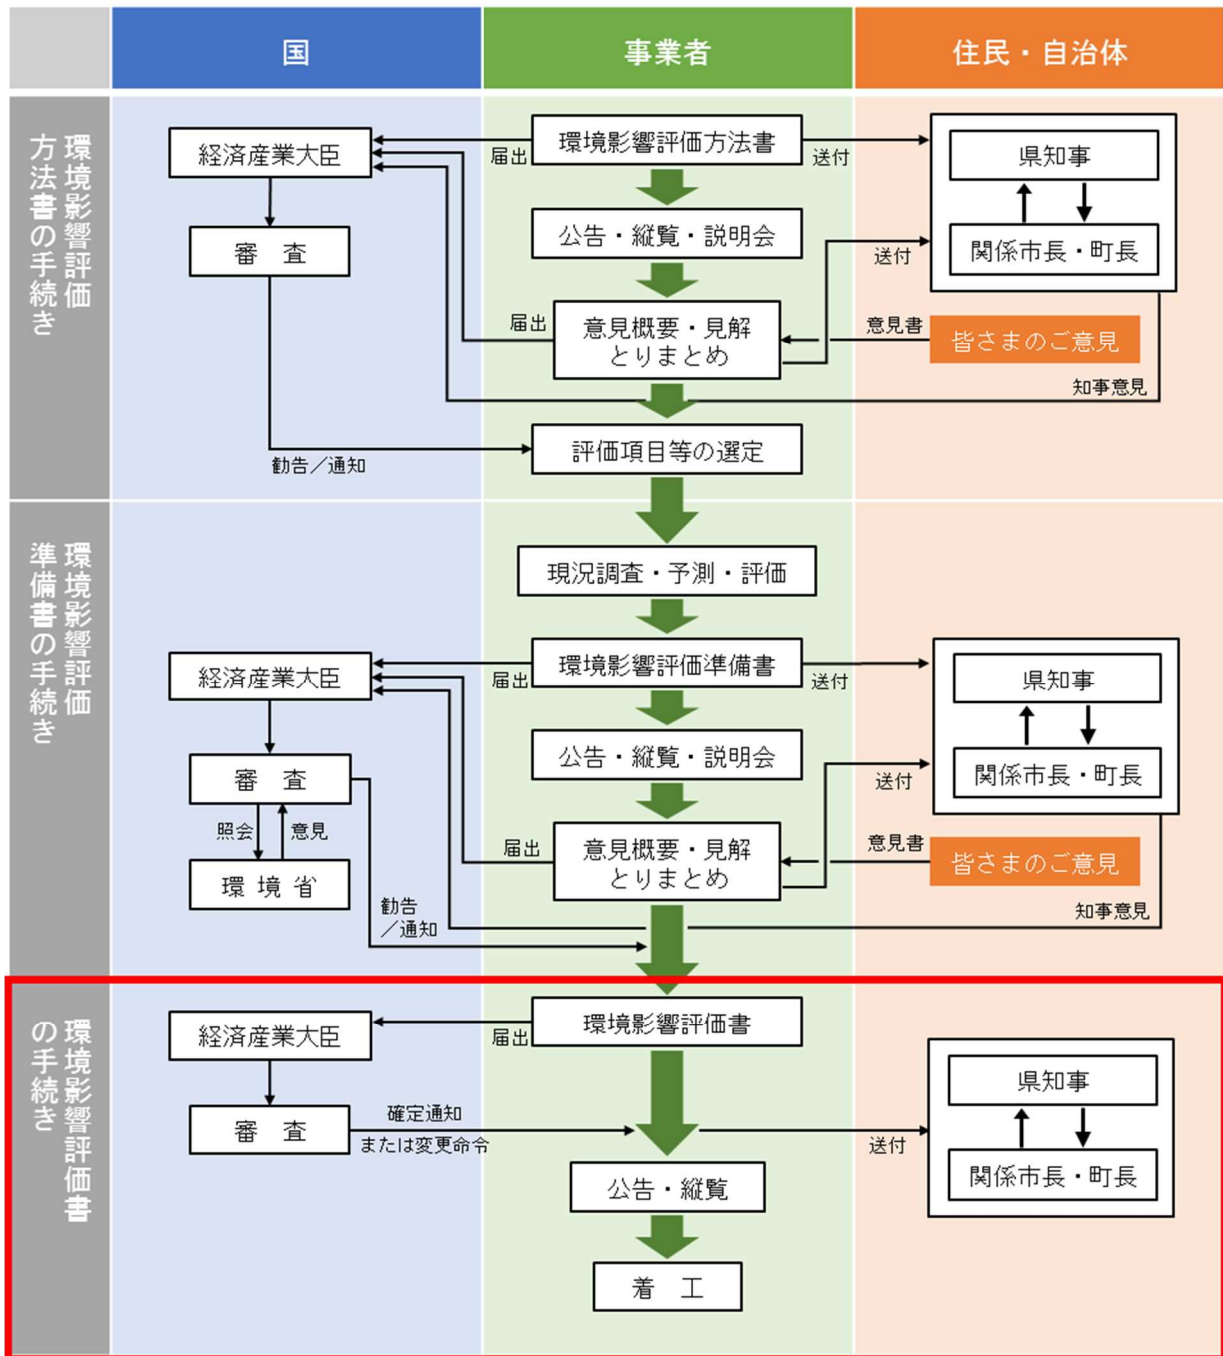 国
事業者
住民・自治体
環境影響評価
方法書の手続き
経済産業大臣
届出
環境影響評価方法書
送付
県知事
審　査
公告・縦覧・説明会
送付
関係市長・町長
届出
意見概要・見解
とりまとめ
意見書
皆さまのご意見
知事意見
勧告／通知
評価項目等の選定
環境影響評価
準備書の手続き
現況調査・予測・評価
経済産業大臣
届出
環境影響評価準備書
送付
県知事
審　査
公告・縦覧・説明会
送付
関係市長・町長
照会
意見
届出
意見概要・見解
とりまとめ
意見書
皆さまのご意見
環 境 省
勧告
／通知
知事意見
環境影響評価書
の手続き
経済産業大臣
届出
環境影響評価書
県知事
審　査
確定通知
または変更命令
送付
関係市長・町長
公告・縦覧
着　工